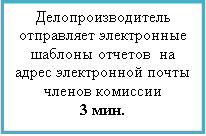 Делопроизводитель
отправляет электронные
шаблоны отчетов на
адрес электронной почты
членов комиссии
3 мин.